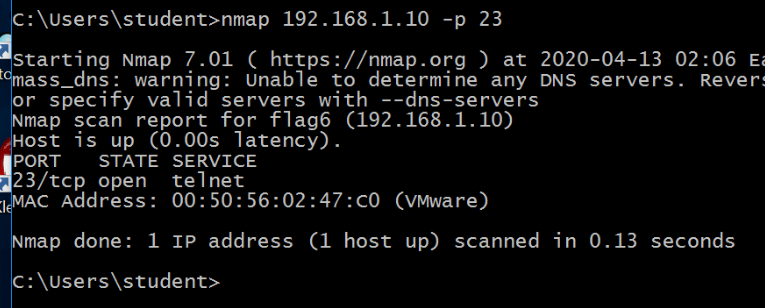 C:\Users\student>nmap 192.168.1.10 -p 23
Starting Nmap 7.01 ( https://nmap.org ) at 2020-04-13 02:06
mass_dns: warning: Unable to determine any DNS servers.
or specify valid servers with --dns-servers
Nmap scan report for flag6 (192.168.1.10)
Host is up (0.00s latency).
PORT STATE SERVICE
23/tcp open telnet
MAC Address: 00:50:56:02:47:C0 (VMware)
Nmap done: 1 IP address (1 host up) scanned in 0.13 seconds
C:\Users\student>